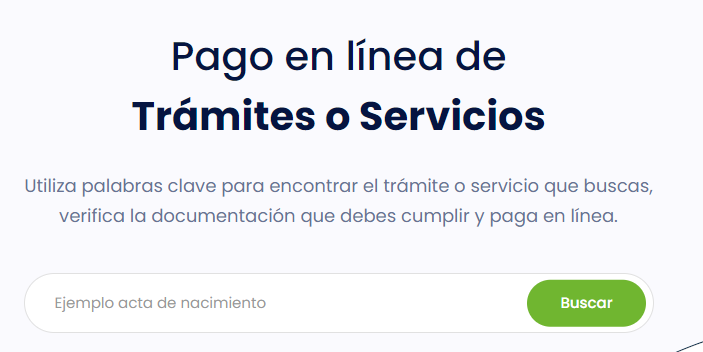 Pago en línea de
Trámites o Servicios
Utiliza palabras clave para encontrar el trámite o servicio que buscas,
verifica la documentación que debes cumplir y paga en línea.
Ejemplo acta de nacimiento
Buscar